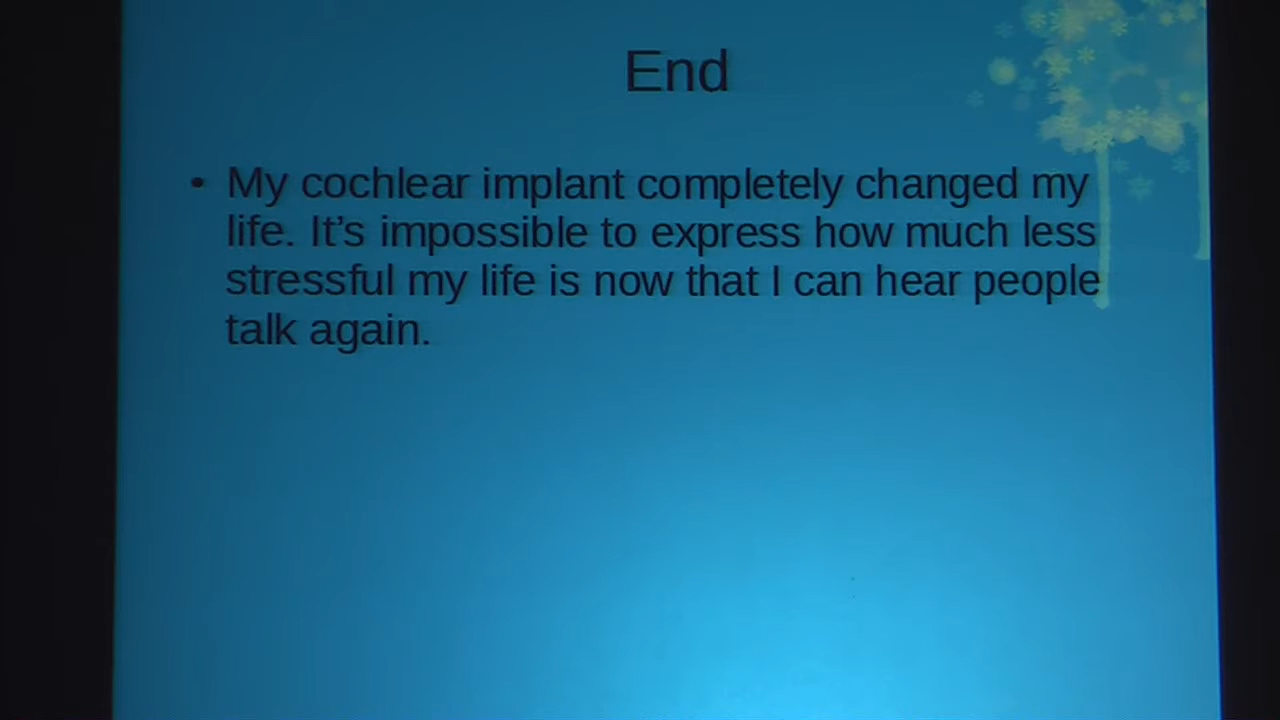 End
• My cochlear implant completely changed my
life. It’s impossible to express how much less
stressful my life is now that I can hear people
talk again.